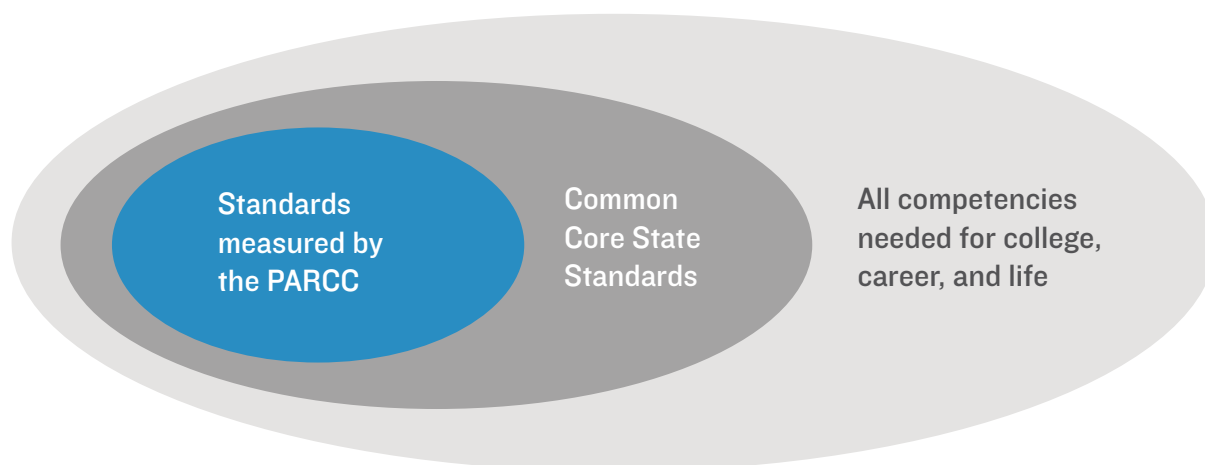 Standards
measured by
the PARCC
Common
Core State
Standards
All competencies
needed for college,
career, and life